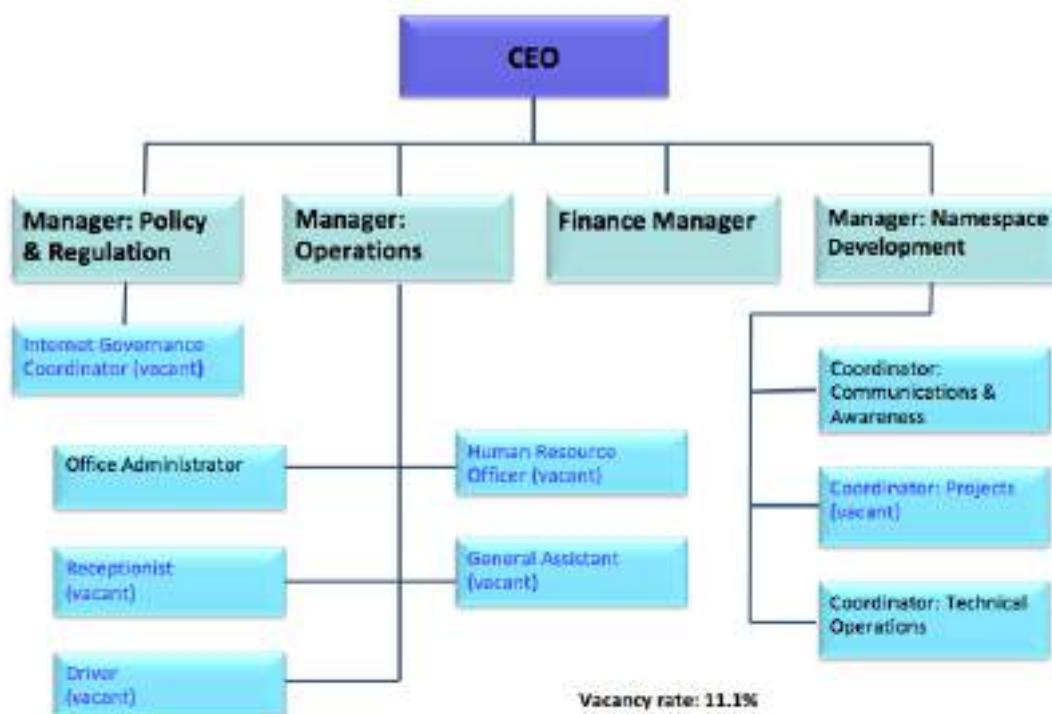 CEO
Manager: Policy
& Regulation
Manager:
Operations
Finance Manager
Manager: Namespace
Development
Internet Governance
Coordinator (vacant)
Coordinator:
Communications &
Awareness
Office Administrator
Human Resource
Officer (vacant)
Coordinator: Projects
(vacant)
Receptionist
(vacant)
General Assistant
(vacant)
Coordinator: Technical
Operations
Driver
(vacant)
Vacancy rate: 11.1%